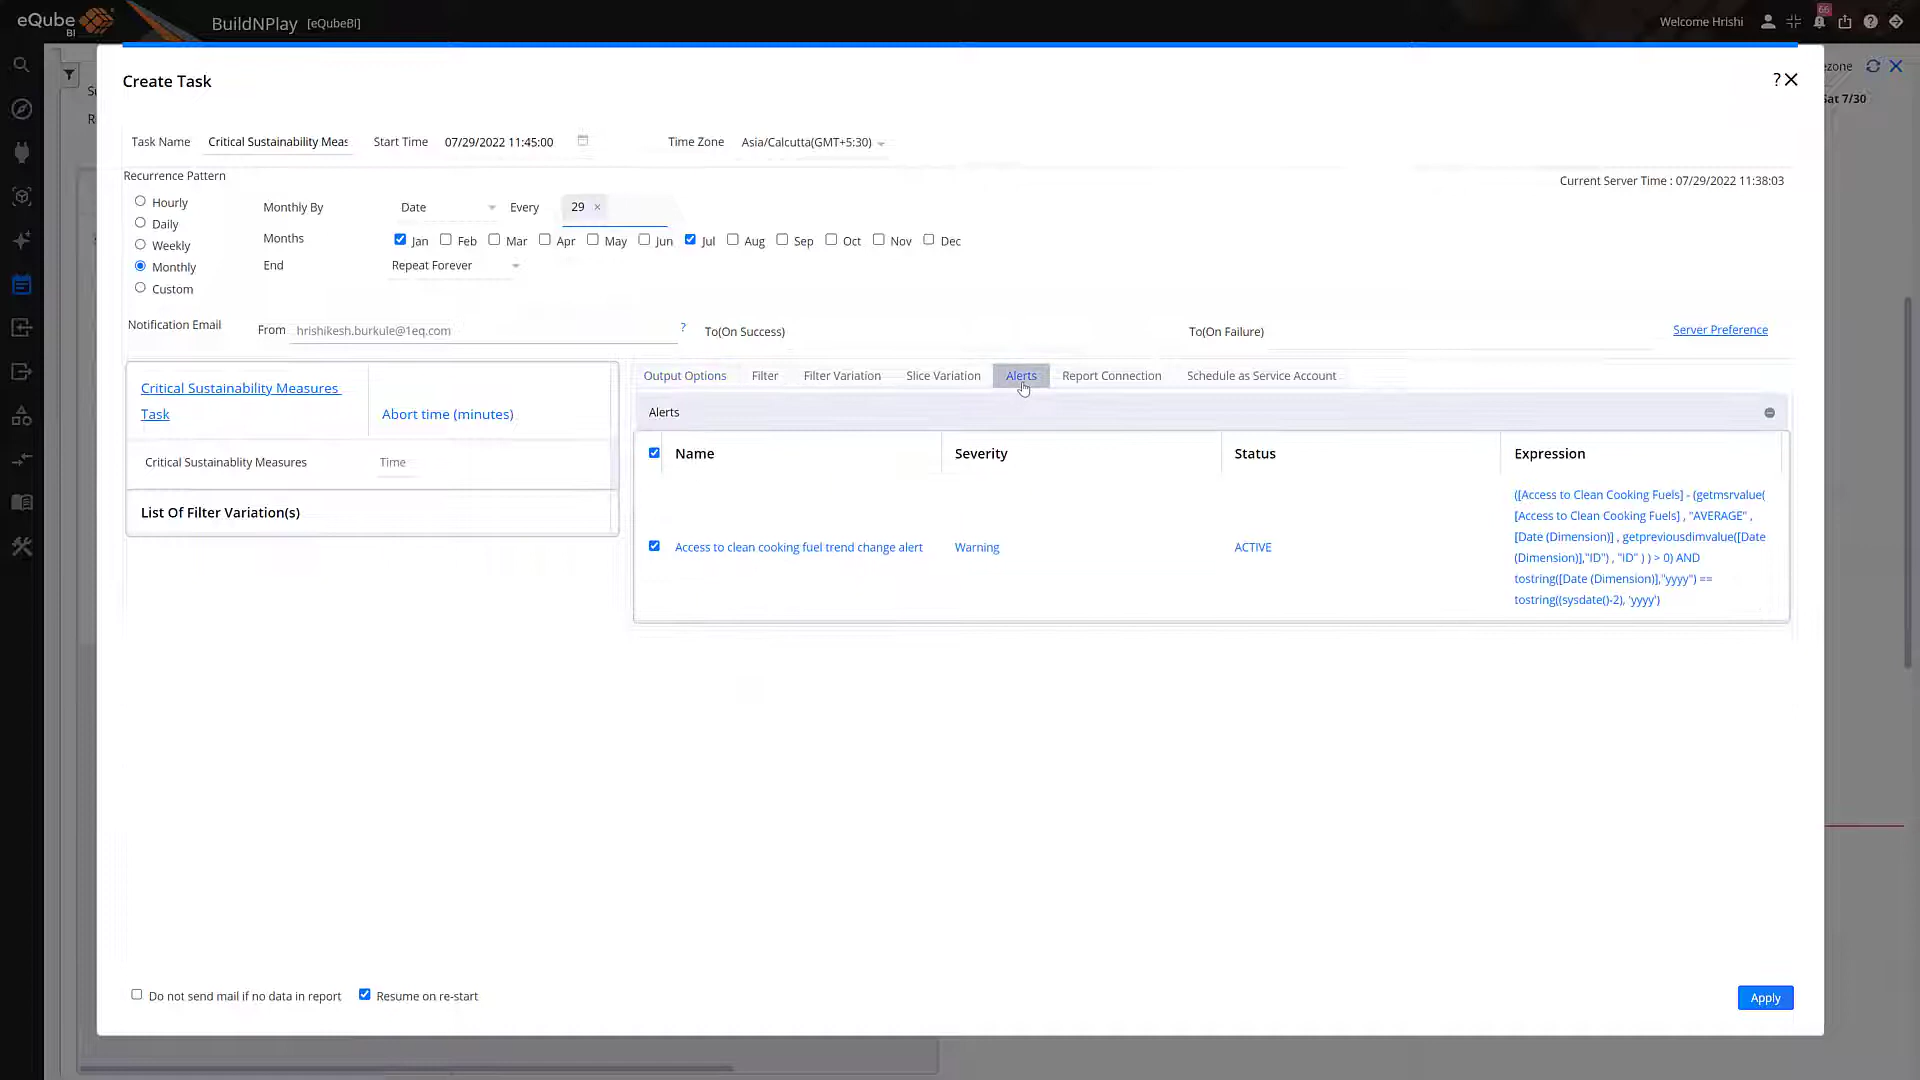 eQube
BI
BuildNPlay [eQubeBI]
Welcome Hrishi
66
?
ezone
Sat 7/30
Create Task
?
Task Name
Critical Sustainability Meas
Start Time
07/29/2022 11:45:00
Time Zone
Asia/Calcutta(GMT+5:30)
Recurrence Pattern
Current Server Time : 07/29/2022 11:38:03
Hourly
Daily
Weekly
Monthly
Custom
Monthly By
Date
Every
29 ×
Months
Jan
Feb
Mar
Apr
May
Jun
Jul
Aug
Sep
Oct
Nov
Dec
End
Repeat Forever
Notification Email
From
hrishikesh.burkule@1eq.com
?
To(On Success)
To(On Failure)
Server Preference
Critical Sustainability Measures
Task
Abort time (minutes)
Critical Sustainablity Measures
Time
List Of Filter Variation(s)
Output Options
Filter
Filter Variation
Slice Variation
Alerts
Report Connection
Schedule as Service Account
Alerts
Name
Severity
Status
Expression
Access to clean cooking fuel trend change alert
Warning
ACTIVE
([Access to Clean Cooking Fuels] - (getmsrvalue(
[Access to Clean Cooking Fuels] , "AVERAGE" ,
[Date (Dimension)] , getpreviousdimvalue([Date
(Dimension)],"ID") , "ID" ) ) > 0) AND
tostring([Date (Dimension)],"yyyy") ==
tostring((sysdate()-2), 'yyyy')
Do not send mail if no data in report
Resume on re-start
Apply